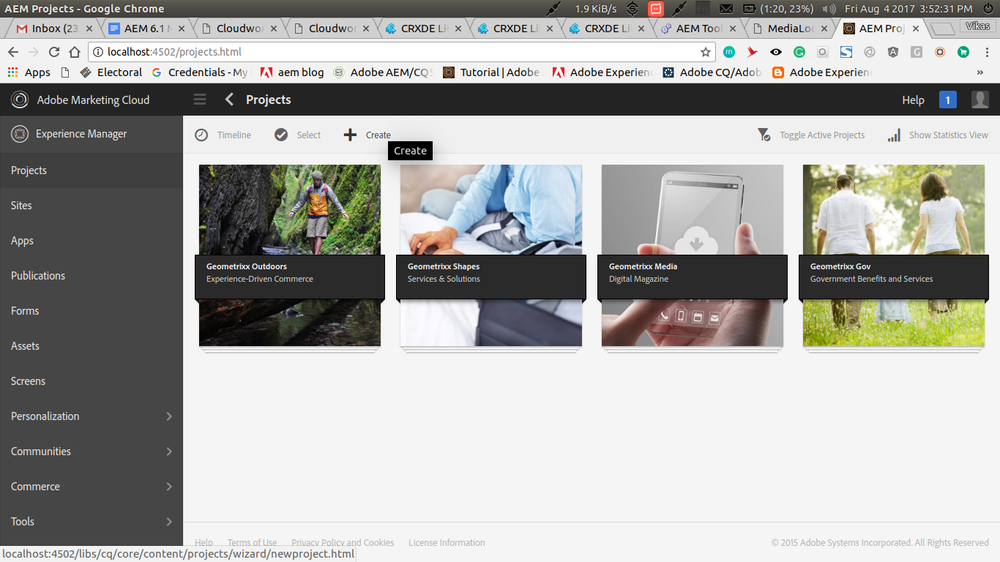 AEM Projects - Google Chrome
1.9 KiB/s
En
(1:20, 23%)
Fri Aug 4 2017 3:52:31 PM
Inbox (23
AEM 6.1
Cloudwo
Cloudwo
CRXDE Li
CRXDE Li
CRXDE Li
AEM Tool
MediaLoc
AEM Proj
Vikas
localhost:4502/projects.html
Apps
Electoral
Credentials - My
aem blog
Adobe AEM/CQ5
Tutorial | Adobe
Adobe Experien
Adobe CQ/Adob
Adobe Experien
»
Adobe Marketing Cloud
Projects
Help
1
Experience Manager
Timeline
Select
Create
Toggle Active Projects
Show Statistics View
Create
Projects
Sites
Apps
Publications
Forms
Assets
Screens
Personalization
Communities
Commerce
Tools
Geometrixx Outdoors
Experience-Driven Commerce
Geometrixx Shapes
Services & Solutions
Geometrixx Media
Digital Magazine
Geometrixx Gov
Government Benefits and Services
Help
Terms of Use
Privacy Policy and Cookies
License Information
© 2015 Adobe Systems Incorporated. All Rights Reserved
localhost:4502/libs/cq/core/content/projects/wizard/newproject.html